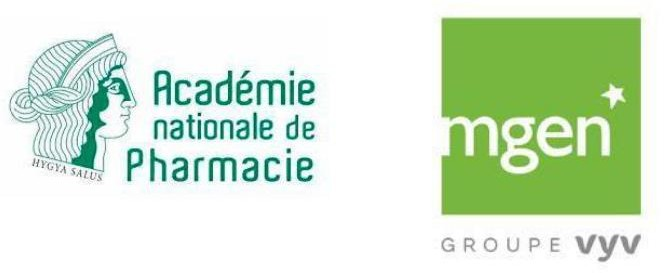 Académie
nationale de
Pharmacie
HYGYA SALUS
mgen
GROUPE vyv